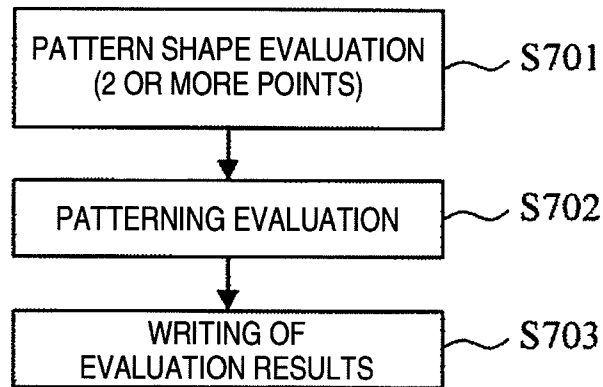 PATTERN SHAPE EVALUATION
(2 OR MORE POINTS)
S701
PATTERNING EVALUATION
S702
WRITING OF
EVALUATION RESULTS
S703